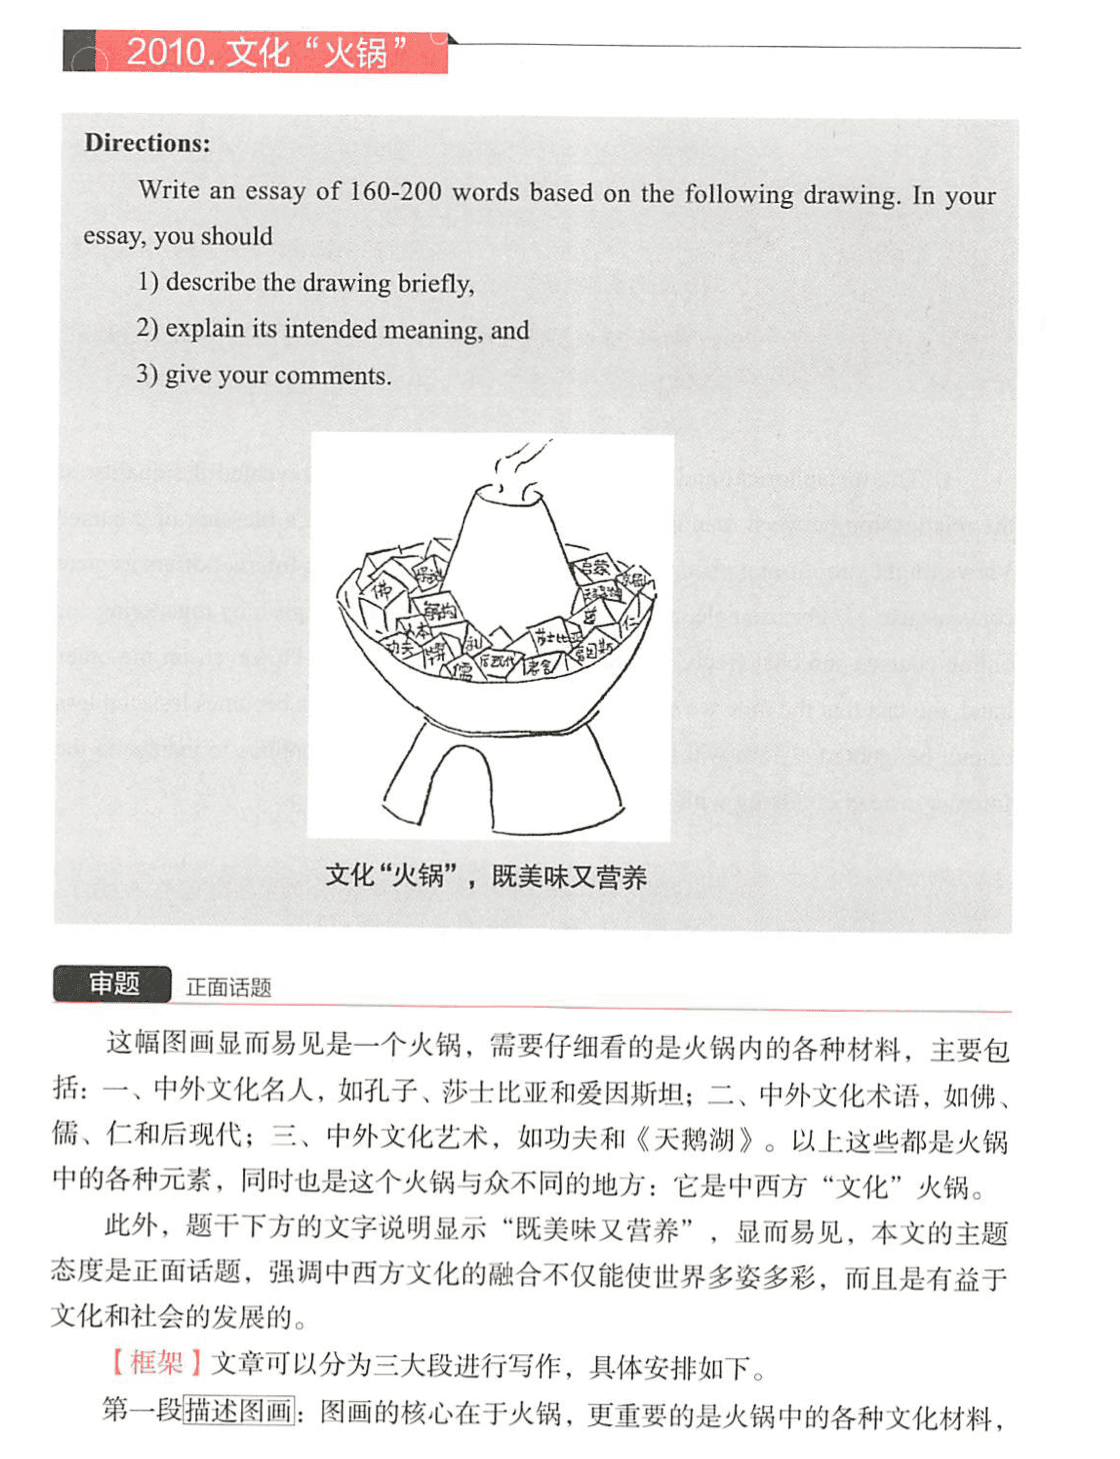 2010. 文化“火锅”
Directions:
Write an essay of 160-200 words based on the following drawing. In your
essay, you should
1) describe the drawing briefly,
2) explain its intended meaning, and
3) give your comments.
启蒙
京剧
佛
解构
道
仁
功夫
礼
莎士比亚
爱因斯坦
儒
后现代
老舍
文化“火锅”，既美味又营养
审题 正面话题
这幅图画显而易见是一个火锅，需要仔细看的是火锅内的各种材料，主要包
括：一、中外文化名人，如孔子、莎士比亚和爱因斯坦；二、中外文化术语，如佛、
儒、仁和后现代；三、中外文化艺术，如功夫和《天鹅湖》。以上这些都是火锅
中的各种元素，同时也是这个火锅与众不同的地方：它是中西方“文化”火锅。
此外，题干下方的文字说明显示“既美味又营养”，显而易见，本文的主题
态度是正面话题，强调中西方文化的融合不仅能使世界多姿多彩，而且是有益于
文化和社会的发展的。
【框架】文章可以分为三大段进行写作，具体安排如下。
第一段描述图画：图画的核心在于火锅，更重要的是火锅中的各种文化材料，